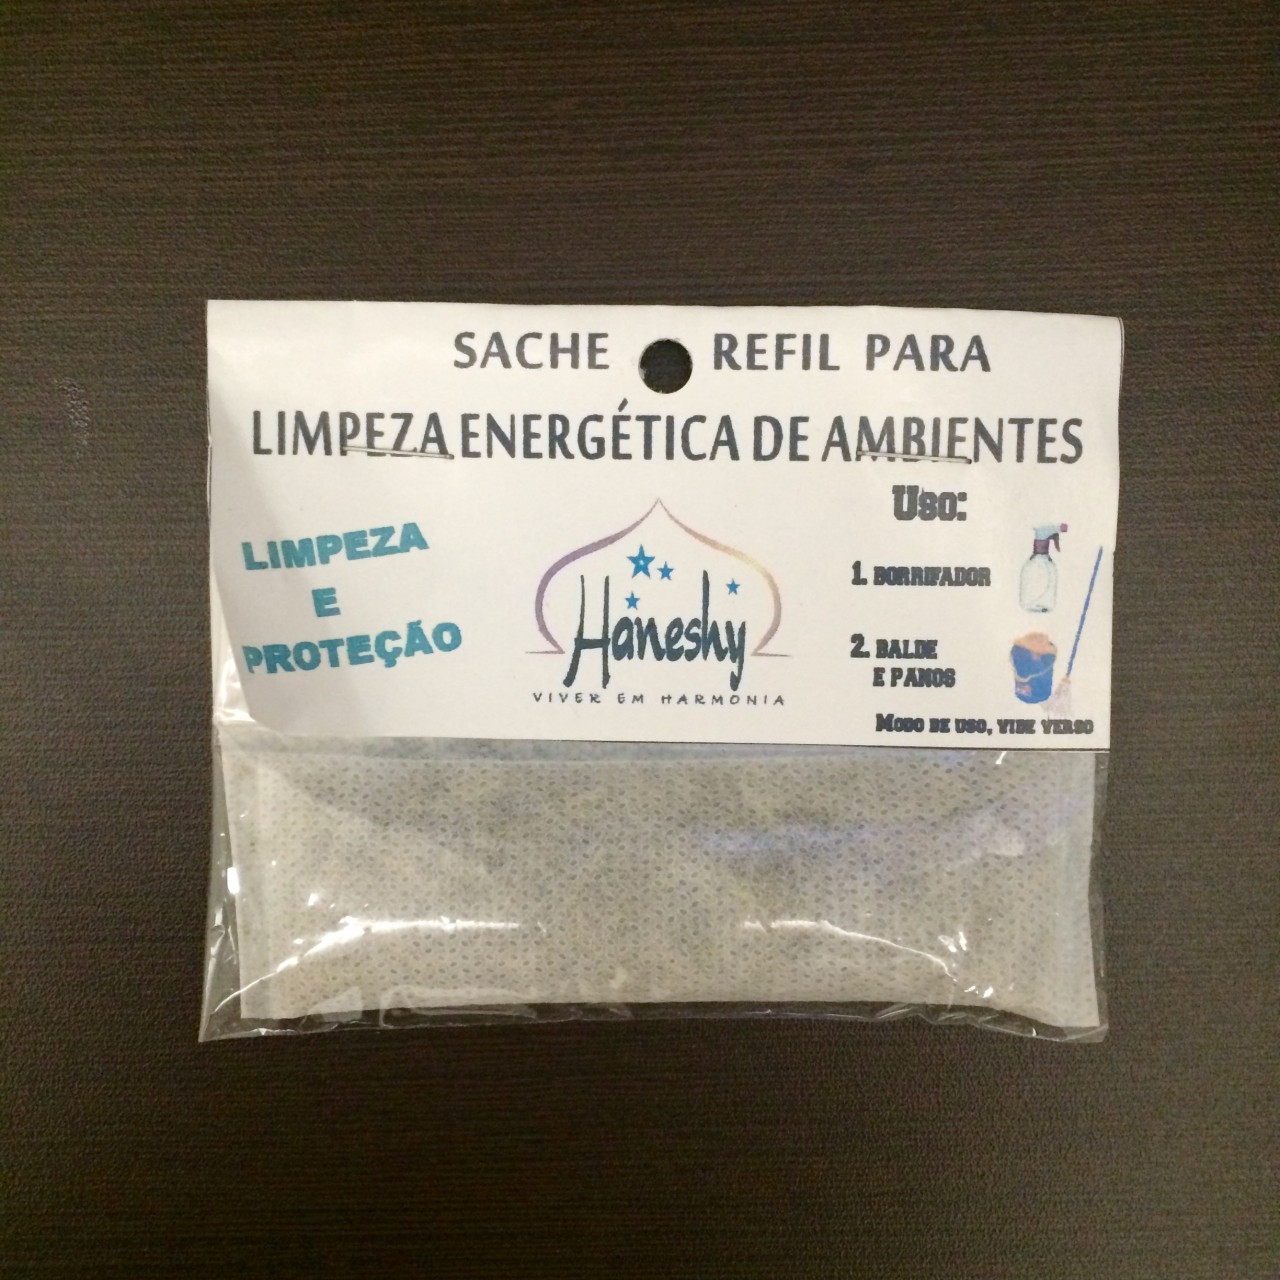 SACHE REFIL PARA
LIMPEZA ENERGÉTICA DE AMBIENTES
LIMPEZA
E
PROTEÇÃO
Haneshy
VIVER EM HARMONIA
Uso:
1. BORRIFADOR
2. BALDE
E PANOS
MODO DE USO, VIDE VERSO